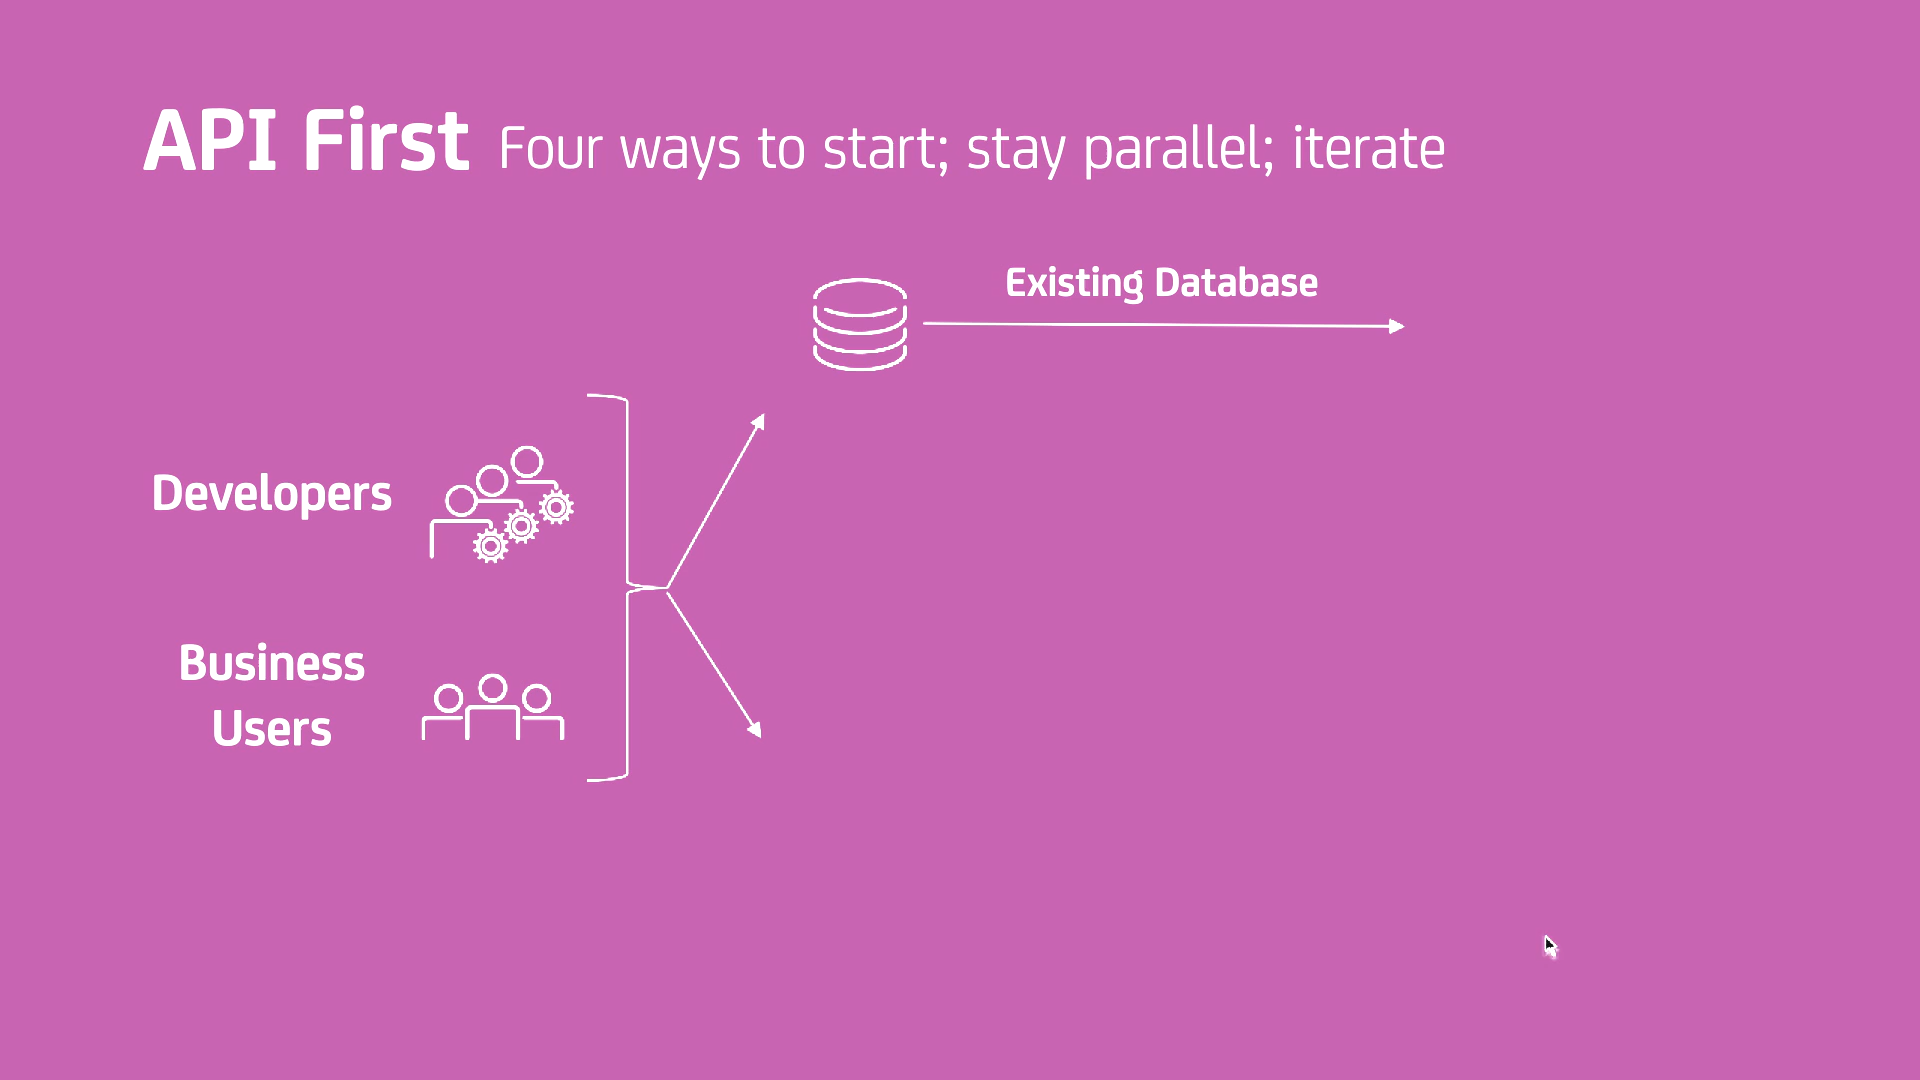 API First Four ways to start; stay parallel; iterate
Existing Database
Developers
Business
Users